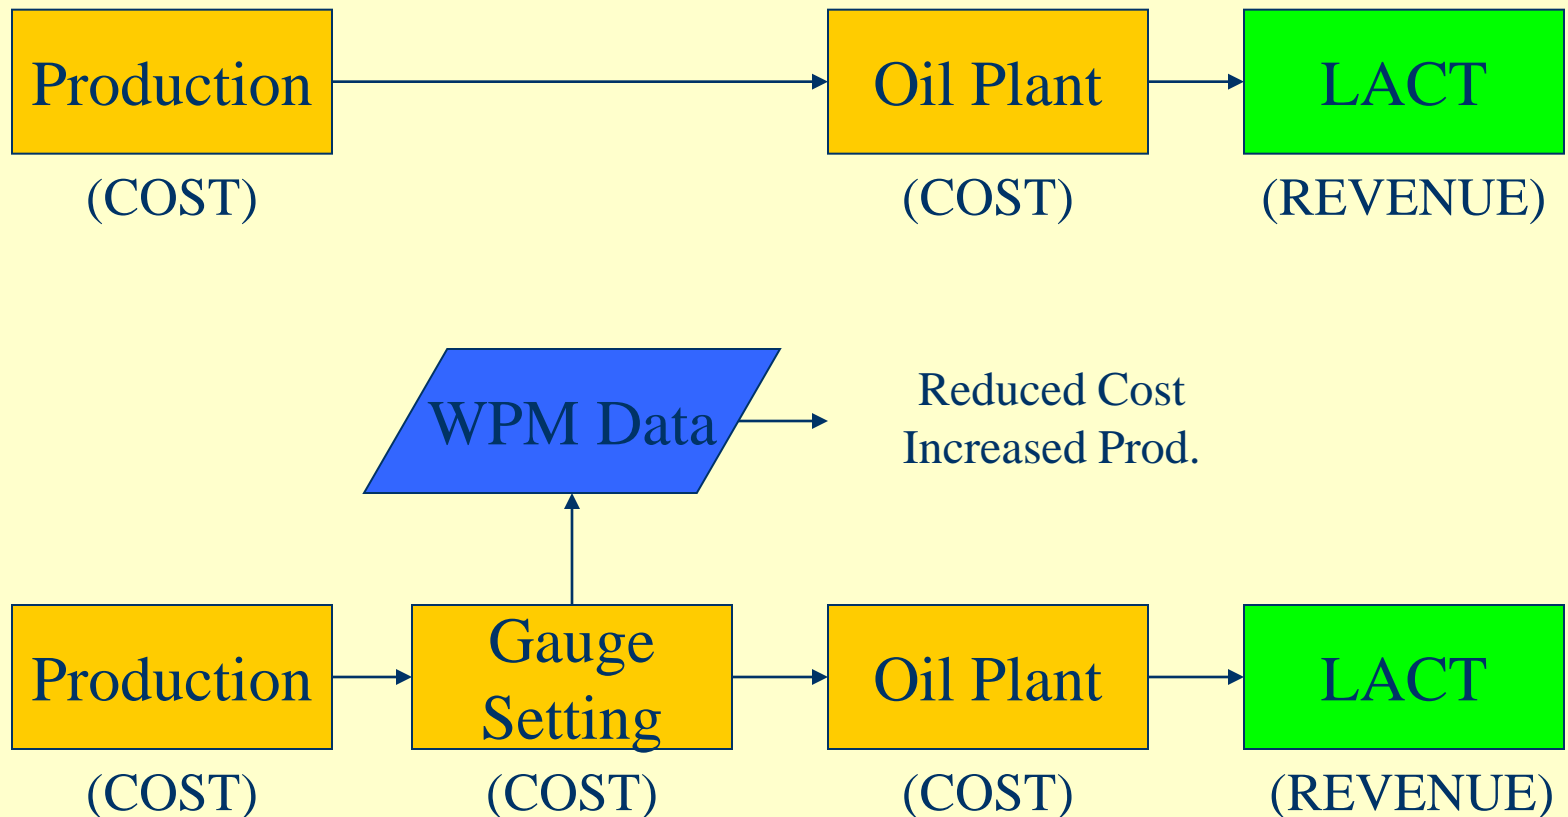 Production
Oil Plant
LACT
(COST)
(COST)
(REVENUE)
WPM Data
Reduced Cost
Increased Prod.
Production
Gauge
Setting
Oil Plant
LACT
(COST)
(COST)
(COST)
(REVENUE)